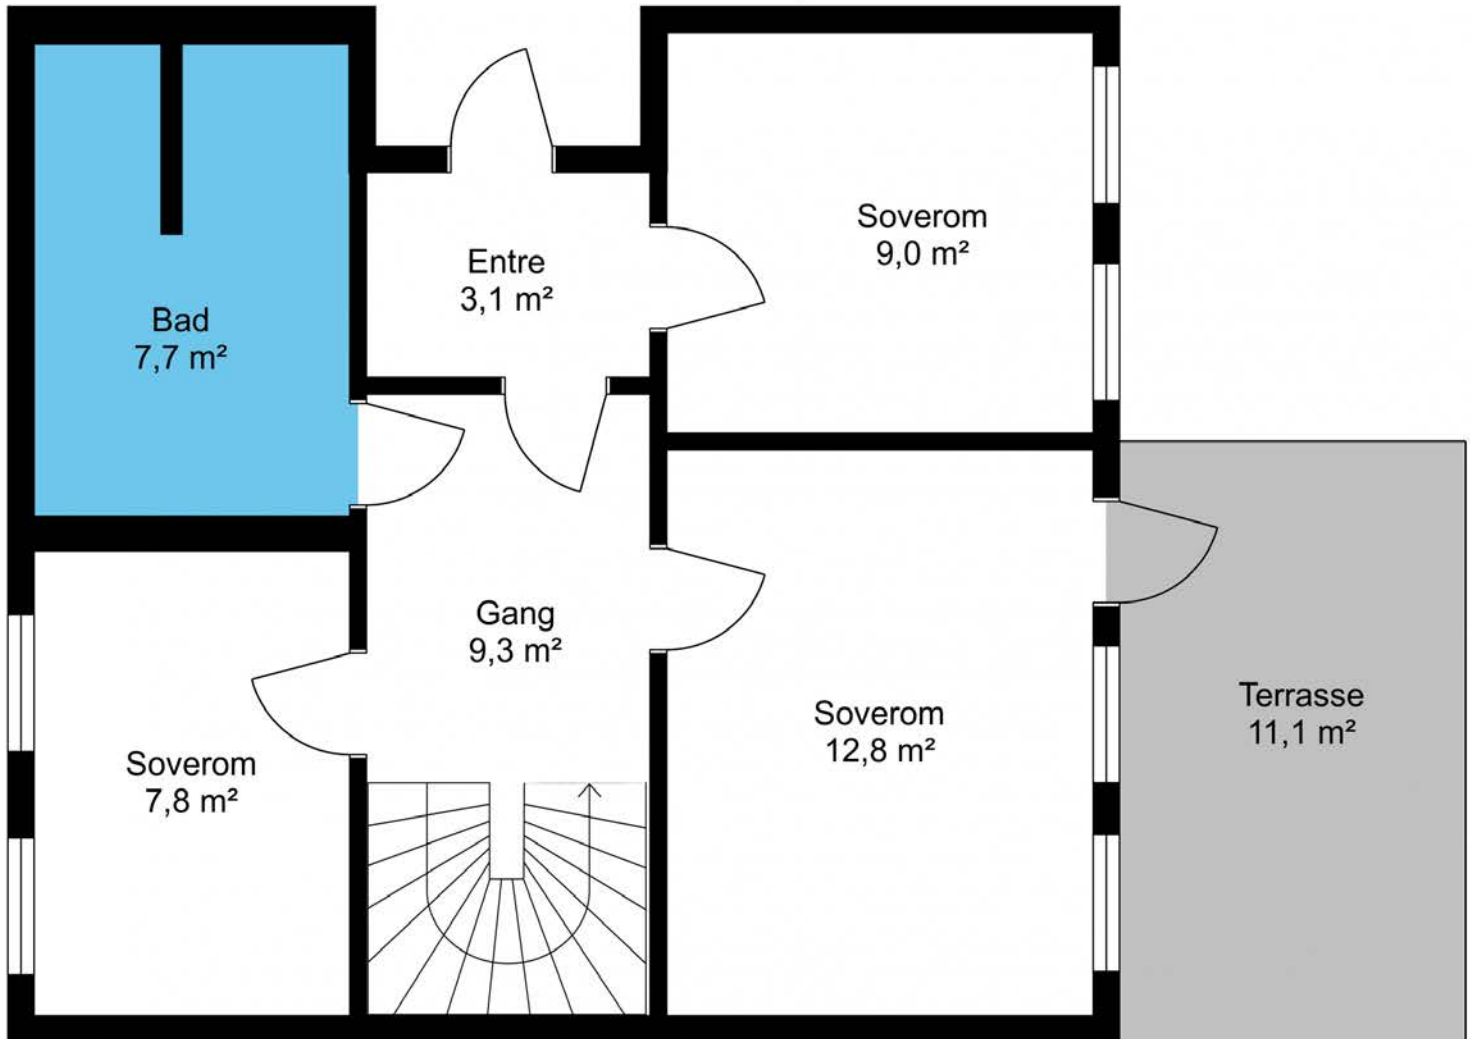 Soverom
9,0 m²
Entre
3,1 m²
Bad
7,7 m²
Gang
9,3 m²
Soverom
12,8 m²
Terrasse
11,1 m²
Soverom
7,8 m²